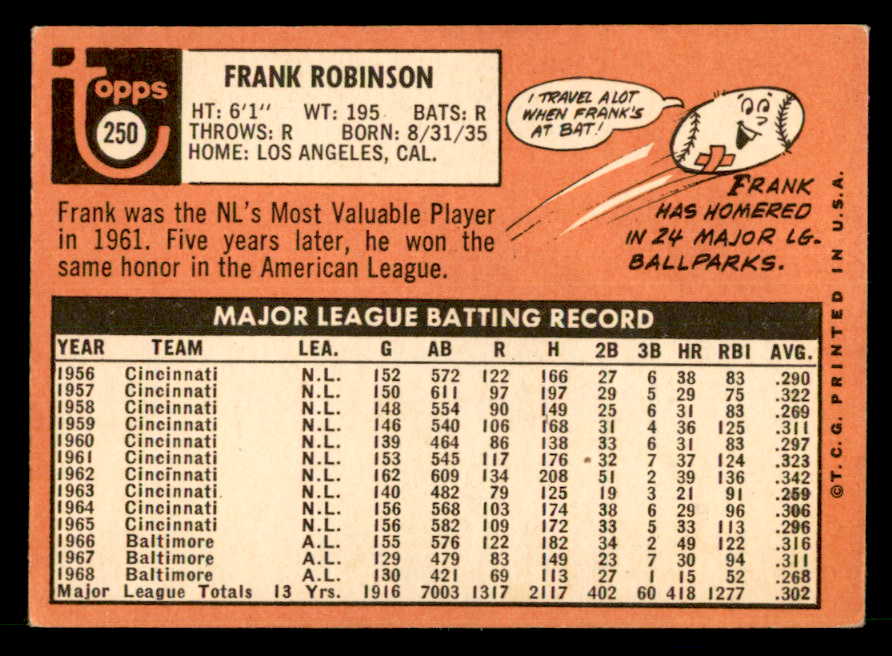 topps
250
FRANK ROBINSON
HT: 6'1" WT: 195 BATS: R
THROWS: R BORN: 8/31/35
HOME: LOS ANGELES, CAL.
I TRAVEL A LOT
WHEN FRANK'S
AT BAT!
FRANK
HAS HOMERED
IN 24 MAJOR LG.
BALLPARKS.
Frank was the NL's Most Valuable Player
in 1961. Five years later, he won the
same honor in the American League.
MAJOR LEAGUE BATTING RECORD
YEAR TEAM LEA. G AB R H 2B 3B HR RBI AVG.
1956 Cincinnati N.L. 152 572 122 166 27 6 38 83 .290
1957 Cincinnati N.L. 150 611 97 197 29 5 29 75 .322
1958 Cincinnati N.L. 148 554 90 149 25 6 31 83 .269
1959 Cincinnati N.L. 146 540 106 168 31 4 36 125 .311
1960 Cincinnati N.L. 139 464 86 138 33 6 31 83 .297
1961 Cincinnati N.L. 153 545 117 176 32 7 37 124 .323
1962 Cincinnati N.L. 162 609 134 208 51 2 39 136 .342
1963 Cincinnati N.L. 140 482 79 125 19 3 21 91 .259
1964 Cincinnati N.L. 156 568 103 174 38 6 29 96 .306
1965 Cincinnati N.L. 156 582 109 172 33 5 33 113 .296
1966 Baltimore A.L. 155 576 122 182 34 2 49 122 .316
1967 Baltimore A.L. 129 479 83 149 23 7 30 94 .311
1968 Baltimore A.L. 130 421 69 113 27 1 15 52 .268
Major League Totals 13 Yrs. 1916 7003 1317 2117 402 60 418 1277 .302
©T.C.G. PRINTED IN U.S.A.